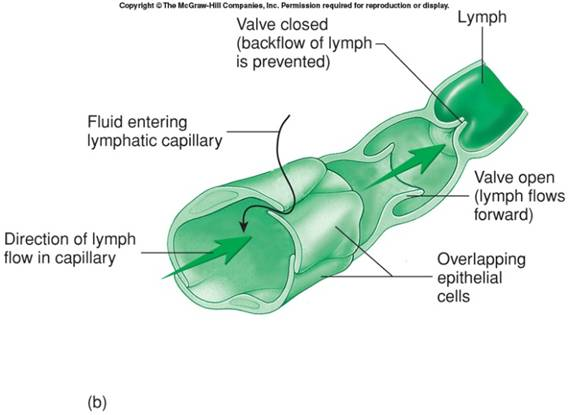 Copyright © The McGraw-Hill Companies, Inc. Permission required for reproduction or display.
Valve closed
(backflow of lymph
is prevented)
Lymph
Fluid entering
lymphatic capillary
Valve open
(lymph flows
forward)
Direction of lymph
flow in capillary
Overlapping
epithelial
cells
(b)